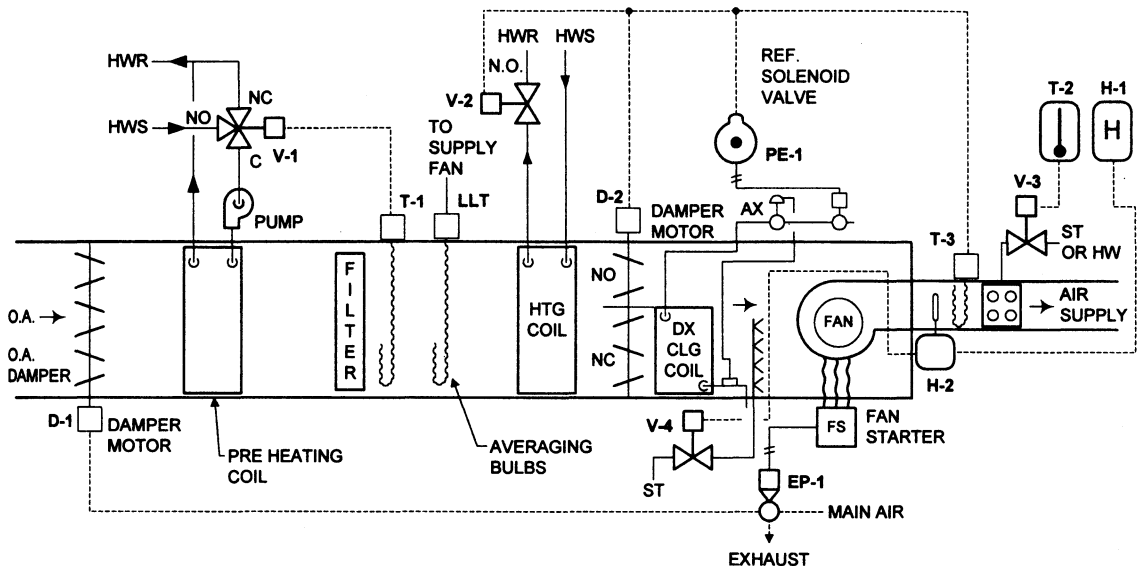 HWR
HWS
NO
NC
C
V-1
PUMP
T-1
TO
SUPPLY
FAN
LLT
HWR
HWS
N.O.
V-2
REF.
SOLENOID
VALVE
PE-1
D-2
DAMPER
MOTOR
AX
T-2
H-1
H
V-3
ST
OR HW
T-3
O.A.
O.A.
DAMPER
FILTER
HTG
COIL
NO
NC
DX
CLG
COIL
FAN
AIR
SUPPLY
H-2
D-1
DAMPER
MOTOR
PRE HEATING
COIL
AVERAGING
BULBS
V-4
ST
FS
FAN
STARTER
EP-1
MAIN AIR
EXHAUST